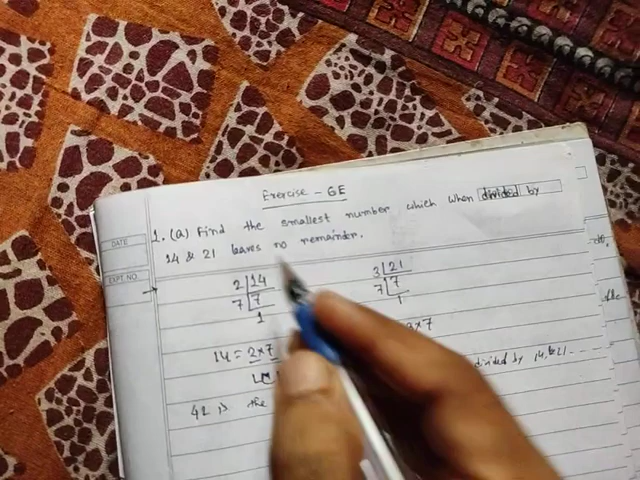 Exercise - 6E
DATE
1. (a) Find the smallest number which when divided by
14 & 21 leaves no remainder.
EXPT. NO.
2 | 14
7 | 7
1
3 | 21
7 | 7
1
14 = 2×7
×7
divided by 14 & 21
42 is the